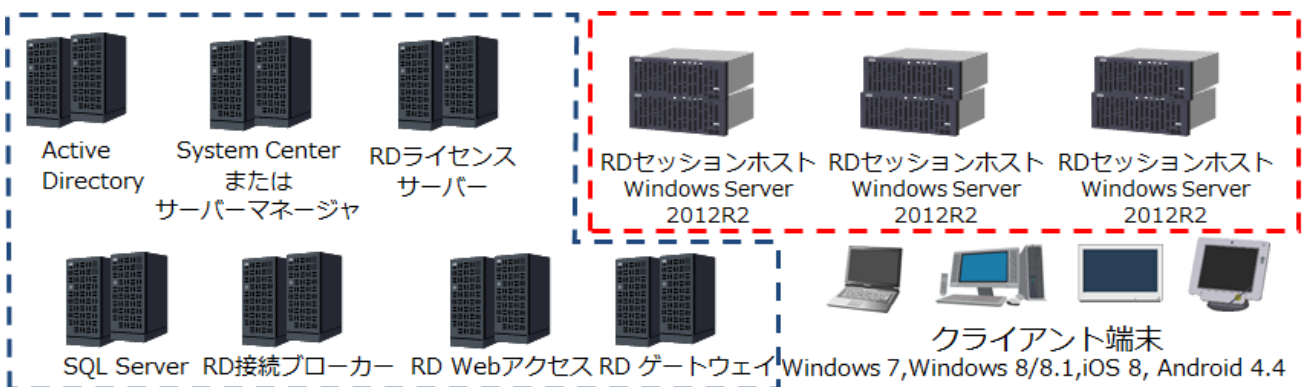 Active
Directory
System Center
または
サーバーマネージャ
RDライセンス
サーバー
RDセッションホスト
Windows Server
2012R2
RDセッションホスト
Windows Server
2012R2
RDセッションホスト
Windows Server
2012R2
SQL Server
RD接続ブローカー
RD Webアクセス
RD ゲートウェイ
クライアント端末
Windows 7,Windows 8/8.1,iOS 8, Android 4.4